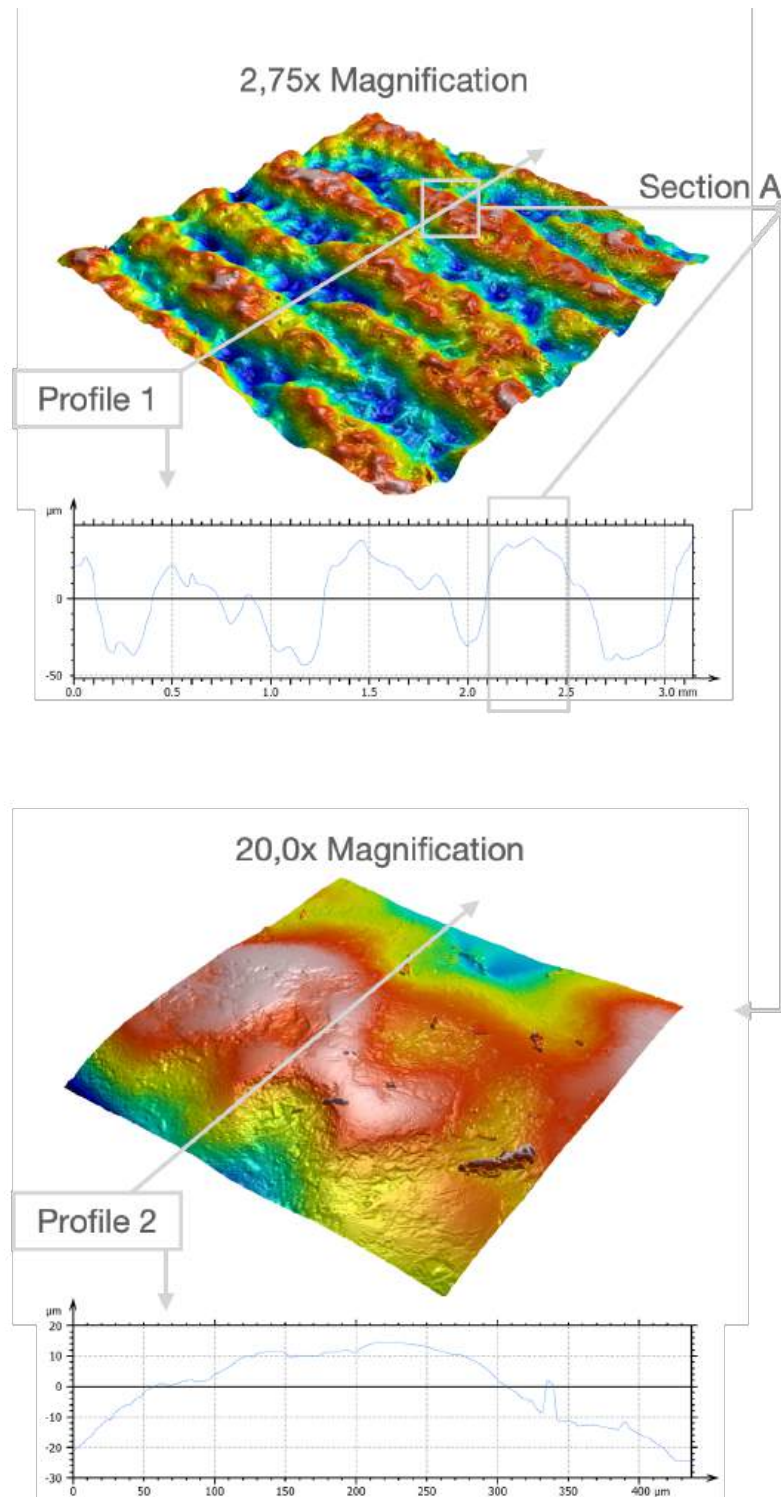 2,75x Magnification
Section A
Profile 1
µm
0
-50
0.0 0.5 1.0 1.5 2.0 2.5 3.0 mm
20,0x Magnification
Profile 2
µm
20
10
0
-10
-20
-30
0 50 100 150 200 250 300 350 400 µm